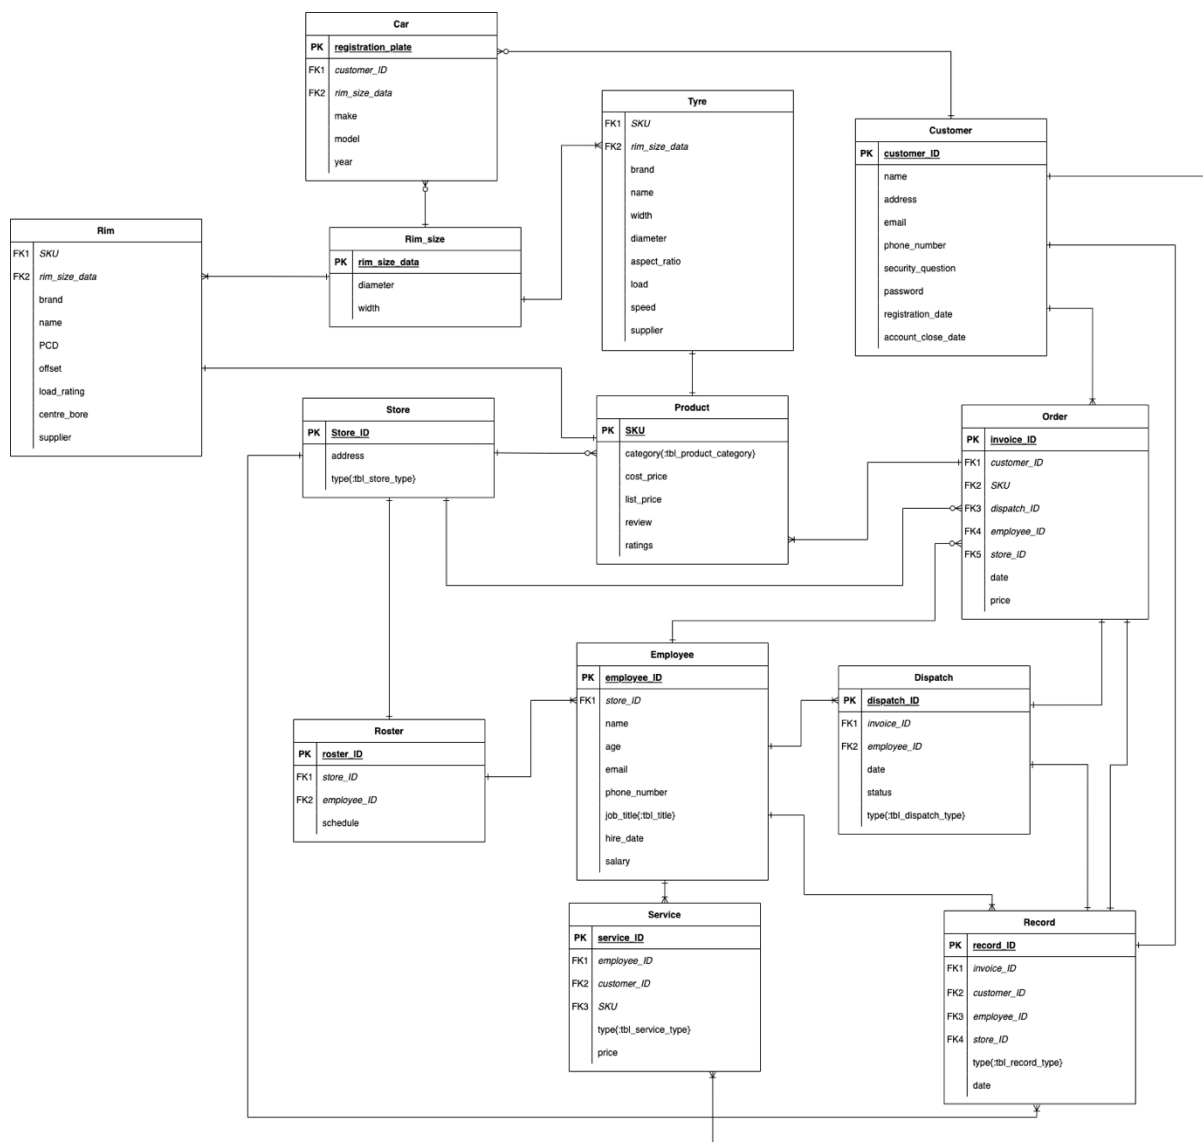 Car
PK registration_plate
FK1 customer_ID
FK2 rim_size_data
make
model
year
Tyre
FK1 SKU
FK2 rim_size_data
brand
name
width
diameter
aspect_ratio
load
speed
supplier
Customer
PK customer_ID
name
address
email
phone_number
security_question
password
registration_date
account_close_date
Rim
FK1 SKU
FK2 rim_size_data
brand
name
PCD
offset
load_rating
centre_bore
supplier
Rim_size
PK rim_size_data
diameter
width
Store
PK Store_ID
address
type{:tbl_store_type}
Product
PK SKU
category{:tbl_product_category}
cost_price
list_price
review
ratings
Order
PK invoice_ID
FK1 customer_ID
FK2 SKU
FK3 dispatch_ID
FK4 employee_ID
FK5 store_ID
date
price
Employee
PK employee_ID
FK1 store_ID
name
age
email
phone_number
job_title{:tbl_title}
hire_date
salary
Dispatch
PK dispatch_ID
FK1 invoice_ID
FK2 employee_ID
date
status
type{:tbl_dispatch_type}
Roster
PK roster_ID
FK1 store_ID
FK2 employee_ID
schedule
Service
PK service_ID
FK1 employee_ID
FK2 customer_ID
FK3 SKU
type{:tbl_service_type}
price
Record
PK record_ID
FK1 invoice_ID
FK2 customer_ID
FK3 employee_ID
FK4 store_ID
type{:tbl_record_type}
date